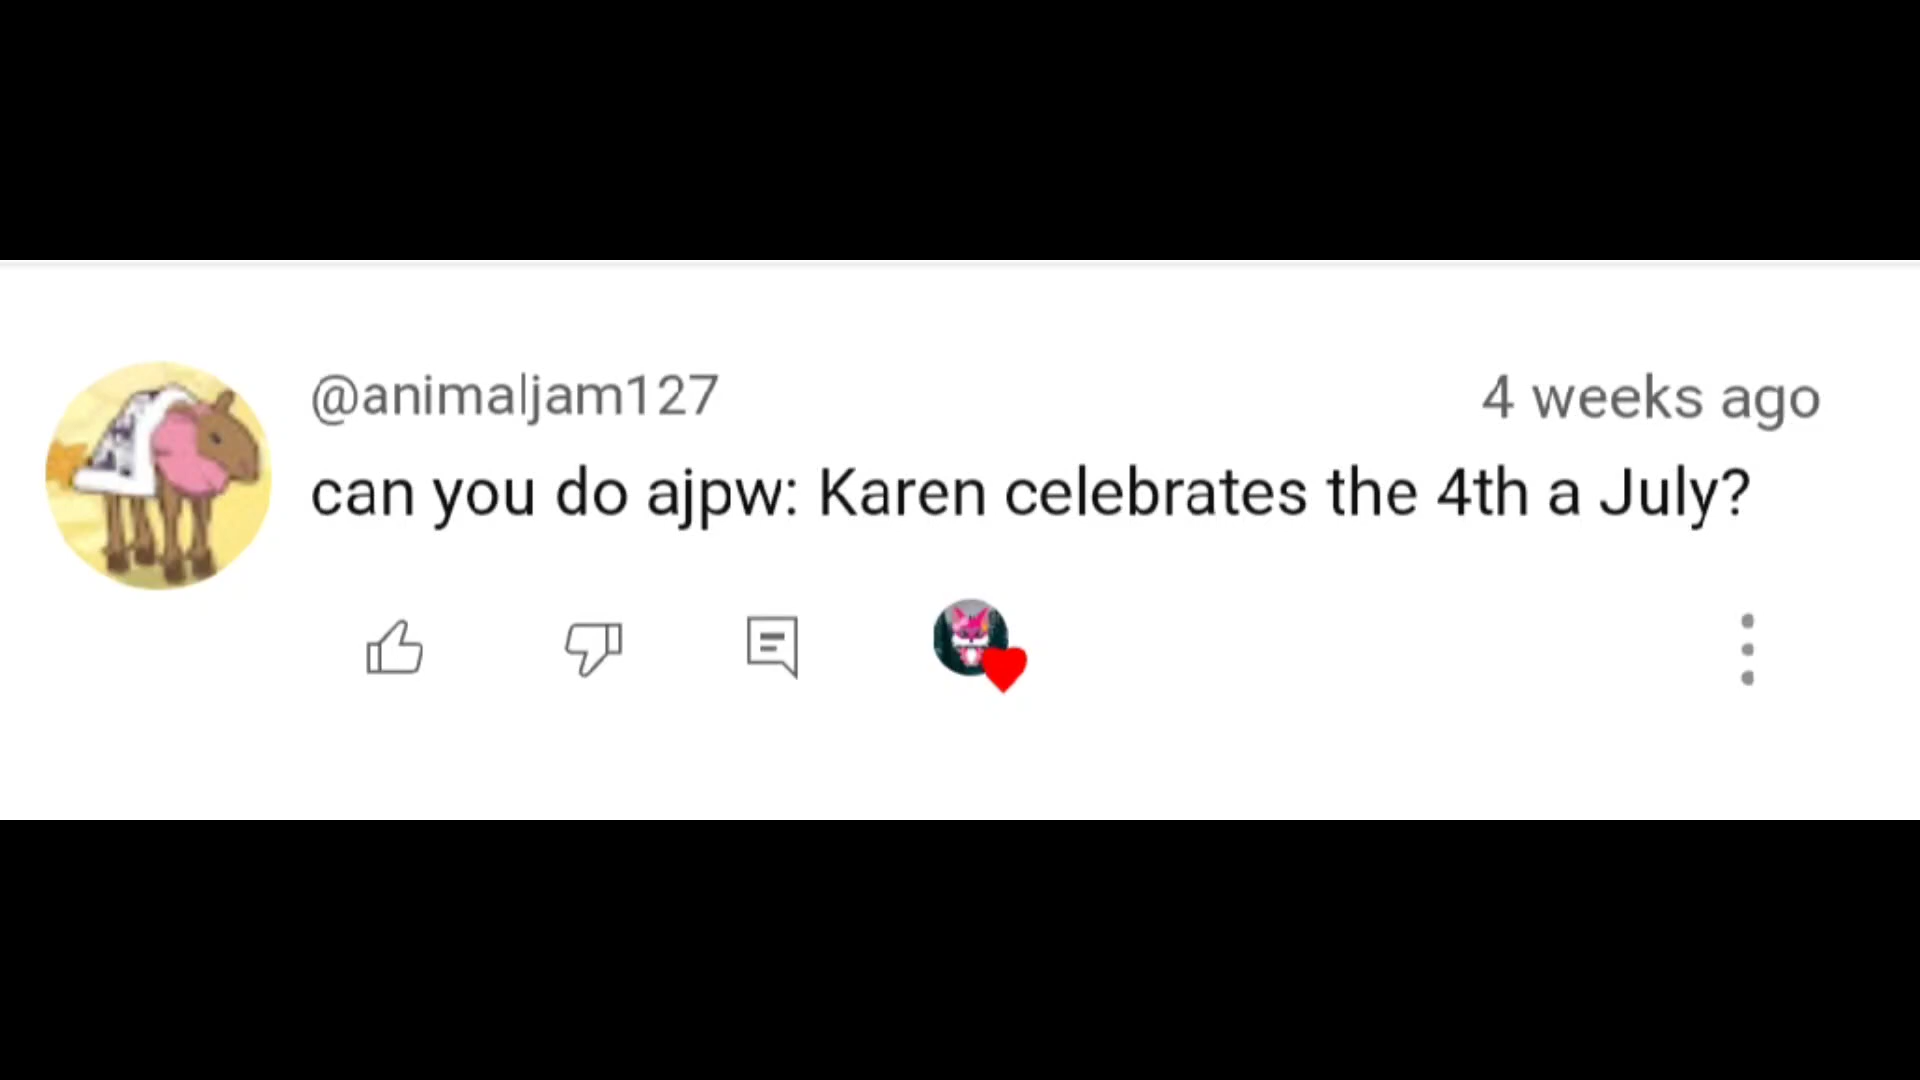 @animaljam127
4 weeks ago
can you do ajpw: Karen celebrates the 4th a July?